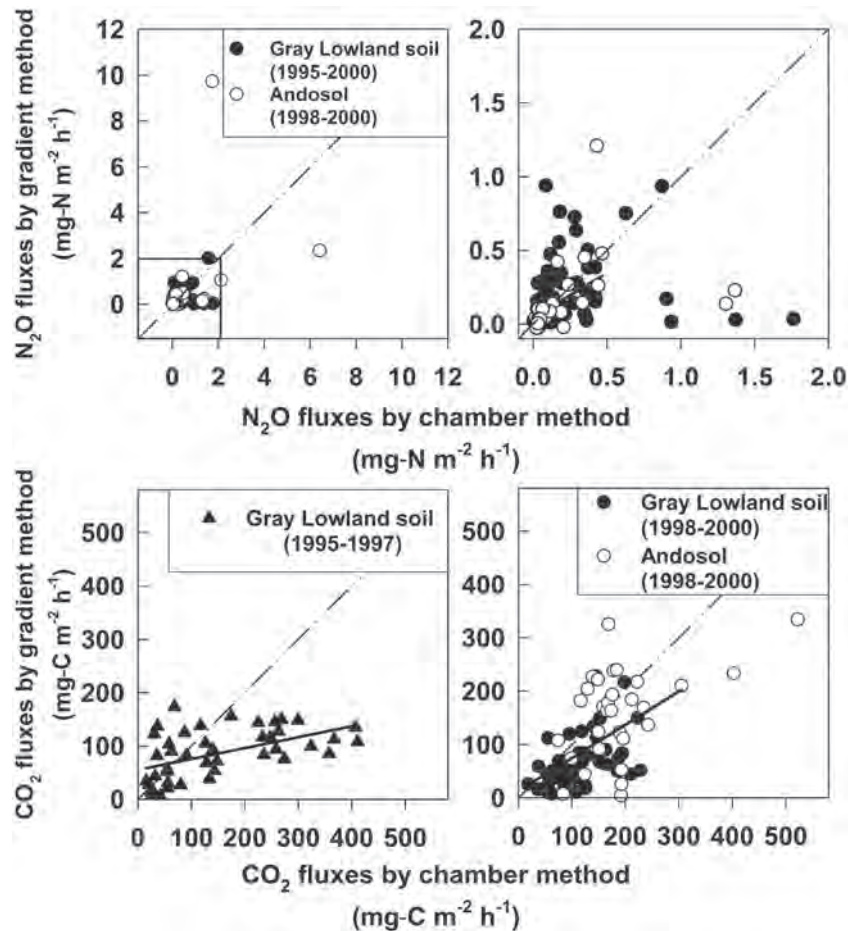 N₂O fluxes by gradient method
(mg-N m⁻² h⁻¹)
12
10
8
6
4
2
0
Gray Lowland soil
(1995-2000)
Andosol
(1998-2000)
0 2 4 6 8 10 12
2.0
1.5
1.0
0.5
0.0
0.0 0.5 1.0 1.5 2.0
N₂O fluxes by chamber method
(mg-N m⁻² h⁻¹)
CO₂ fluxes by gradient method
(mg-C m⁻² h⁻¹)
500
400
300
200
100
0
Gray Lowland soil
(1995-1997)
0 100 200 300 400 500
500
400
300
200
100
0
Gray Lowland soil
(1998-2000)
Andosol
(1998-2000)
0 100 200 300 400 500
CO₂ fluxes by chamber method
(mg-C m⁻² h⁻¹)